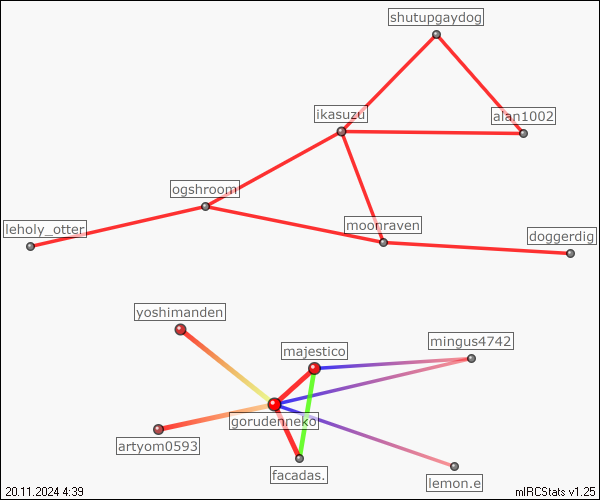 shutupgaydog
ikasuzu
alan1002
ogshroom
leholy_otter
moonraven
doggerdig
yoshimanden
majestico
mingus4742
gorudenneko
artyom0593
facadas.
lemon.e
20.11.2024 4:39
mIRCStats v1.25